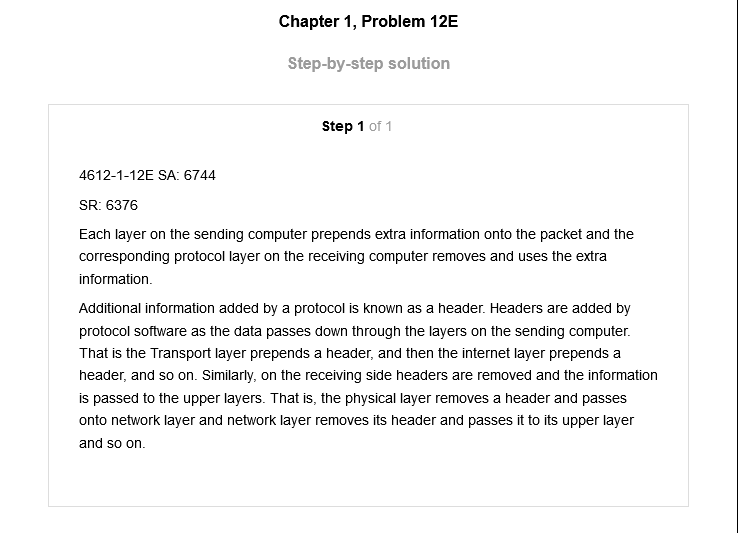 Chapter 1, Problem 12E
Step-by-step solution
Step 1 of 1
4612-1-12E SA: 6744
SR: 6376
Each layer on the sending computer prepends extra information onto the packet and the
corresponding protocol layer on the receiving computer removes and uses the extra
information.
Additional information added by a protocol is known as a header. Headers are added by
protocol software as the data passes down through the layers on the sending computer.
That is the Transport layer prepends a header, and then the internet layer prepends a
header, and so on. Similarly, on the receiving side headers are removed and the information
is passed to the upper layers. That is, the physical layer removes a header and passes
onto network layer and network layer removes its header and passes it to its upper layer
and so on.